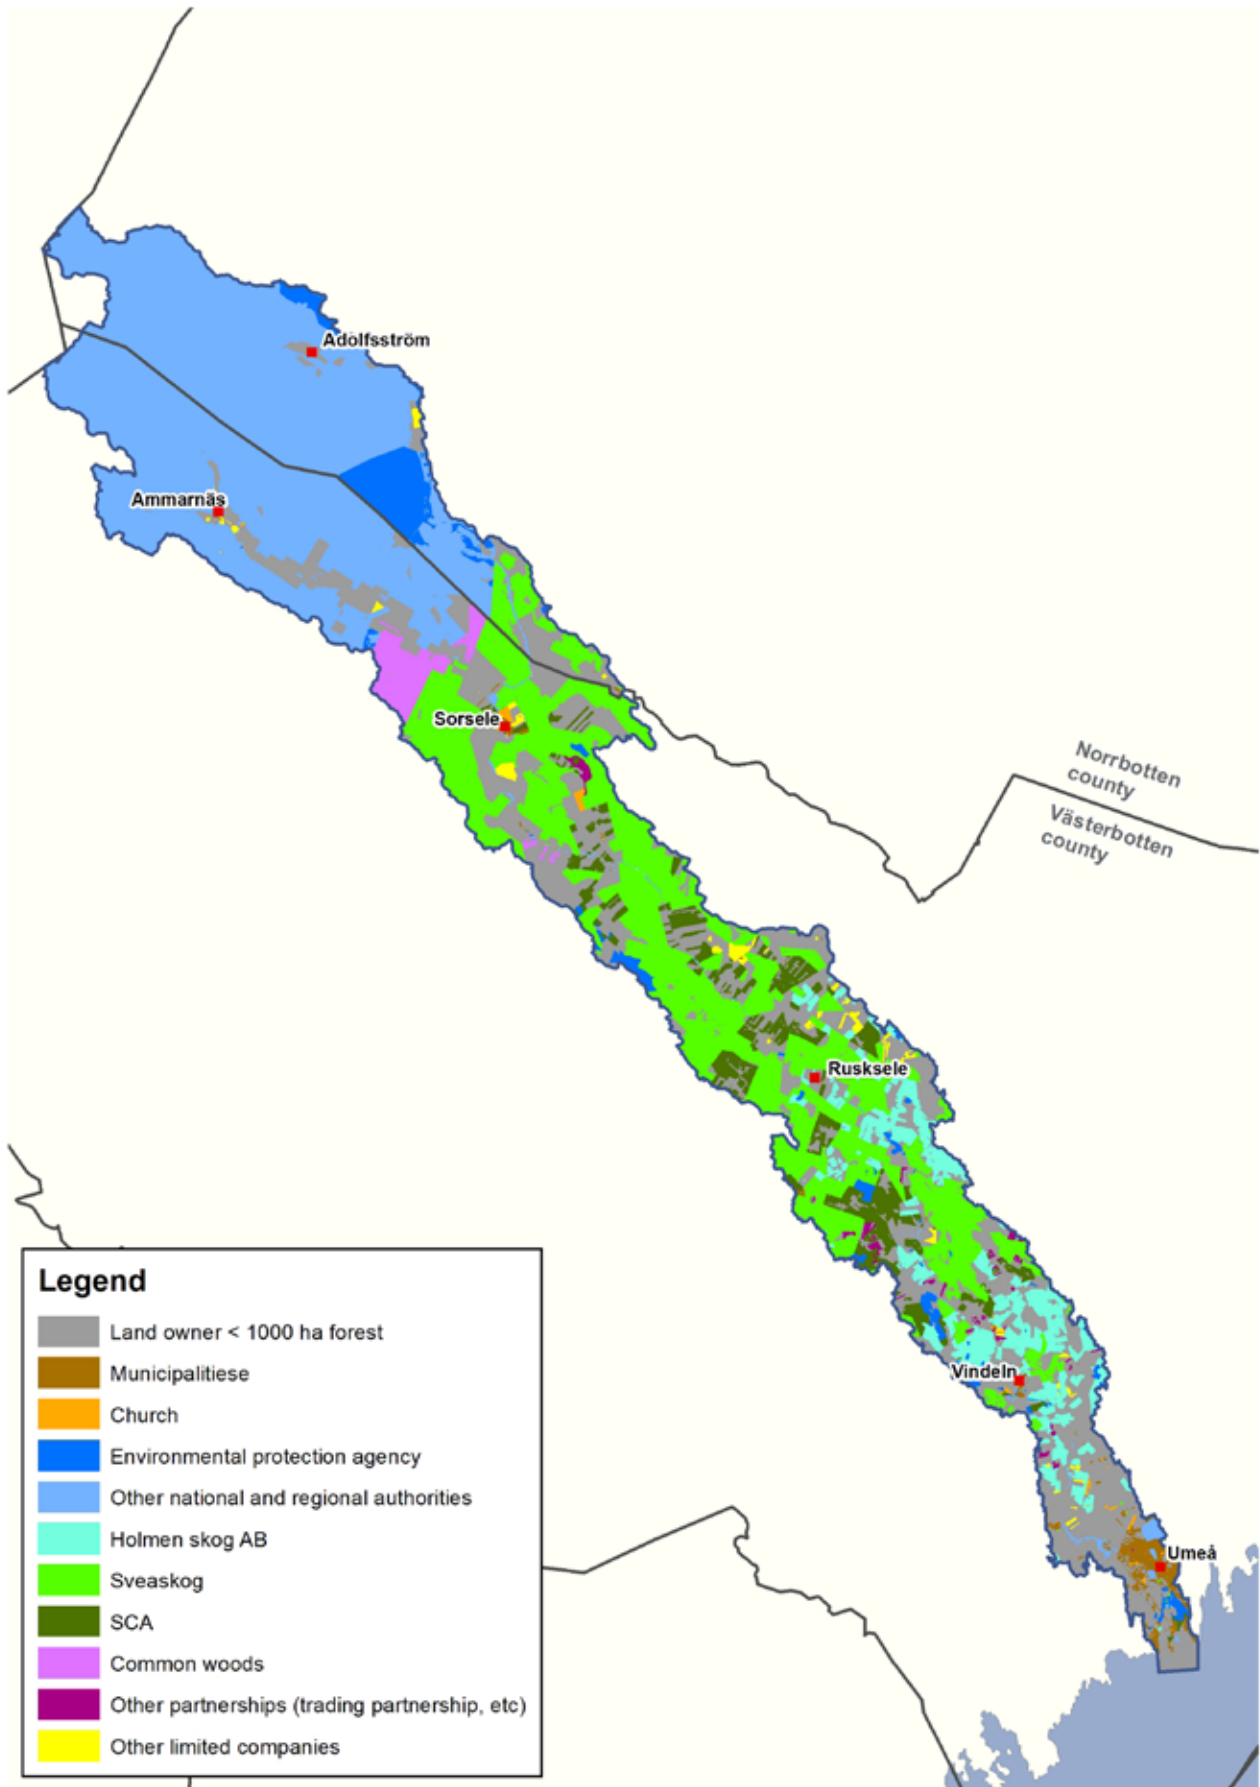 Adolfsström
Ammarnäs
Sorsele
Norrbotten
county
Västerbotten
county
Rusksele
Vindeln
Umeå
Legend
Land owner < 1000 ha forest
Municipalitiese
Church
Environmental protection agency
Other national and regional authorities
Holmen skog AB
Sveaskog
SCA
Common woods
Other partnerships (trading partnership, etc)
Other limited companies